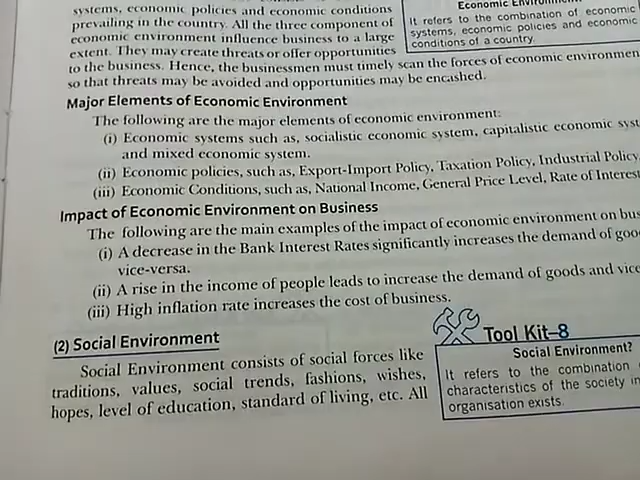 systems, economic policies and economic conditions
prevailing in the country. All the three component of
economic environment influence business to a large
extent. They may create threats or offer opportunities
to the business. Hence, the businessmen must timely scan the forces of economic environmen
so that threats may be avoided and opportunities may be encashed.
Economic Environment
It refers to the combination of economic
systems, economic policies and economic
conditions of a country.
Major Elements of Economic Environment
The following are the major elements of economic environment:
(i) Economic systems such as, socialistic economic system, capitalistic economic syst
and mixed economic system.
(ii) Economic policies, such as, Export-Import Policy, Taxation Policy, Industrial Policy
(iii) Economic Conditions, such as, National Income, General Price Level, Rate of Interest
Impact of Economic Environment on Business
The following are the main examples of the impact of economic environment on bus
(i) A decrease in the Bank Interest Rates significantly increases the demand of goo
vice-versa.
(ii) A rise in the income of people leads to increase the demand of goods and vice
(iii) High inflation rate increases the cost of business.
(2) Social Environment
Social Environment consists of social forces like
traditions, values, social trends, fashions, wishes,
hopes, level of education, standard of living, etc. All
Tool Kit–8
Social Environment?
It refers to the combination
characteristics of the society in
organisation exists.